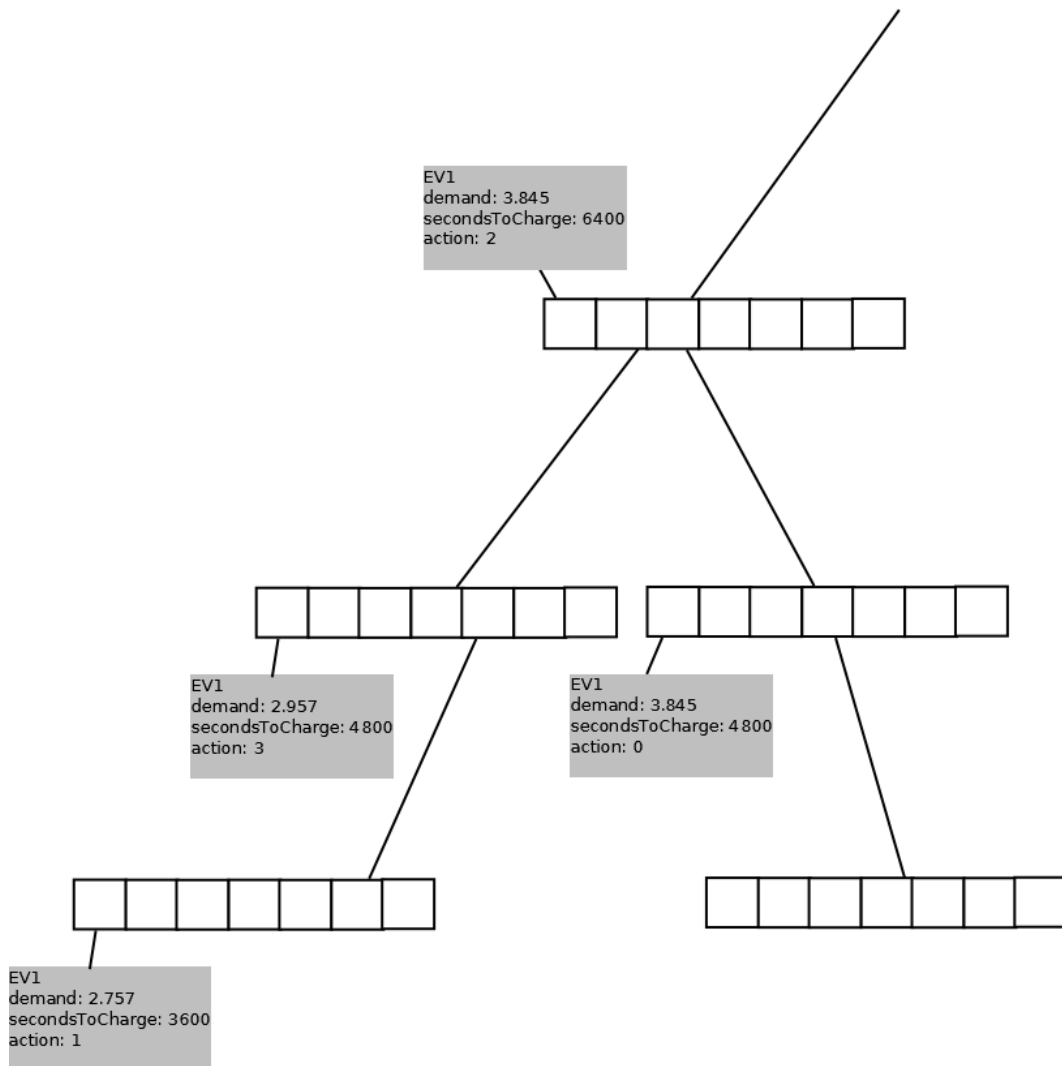 EV1
demand: 3.845
secondsToCharge: 6400
action: 2
EV1
demand: 2.957
secondsToCharge: 4800
action: 3
EV1
demand: 3.845
secondsToCharge: 4800
action: 0
EV1
demand: 2.757
secondsToCharge: 3600
action: 1